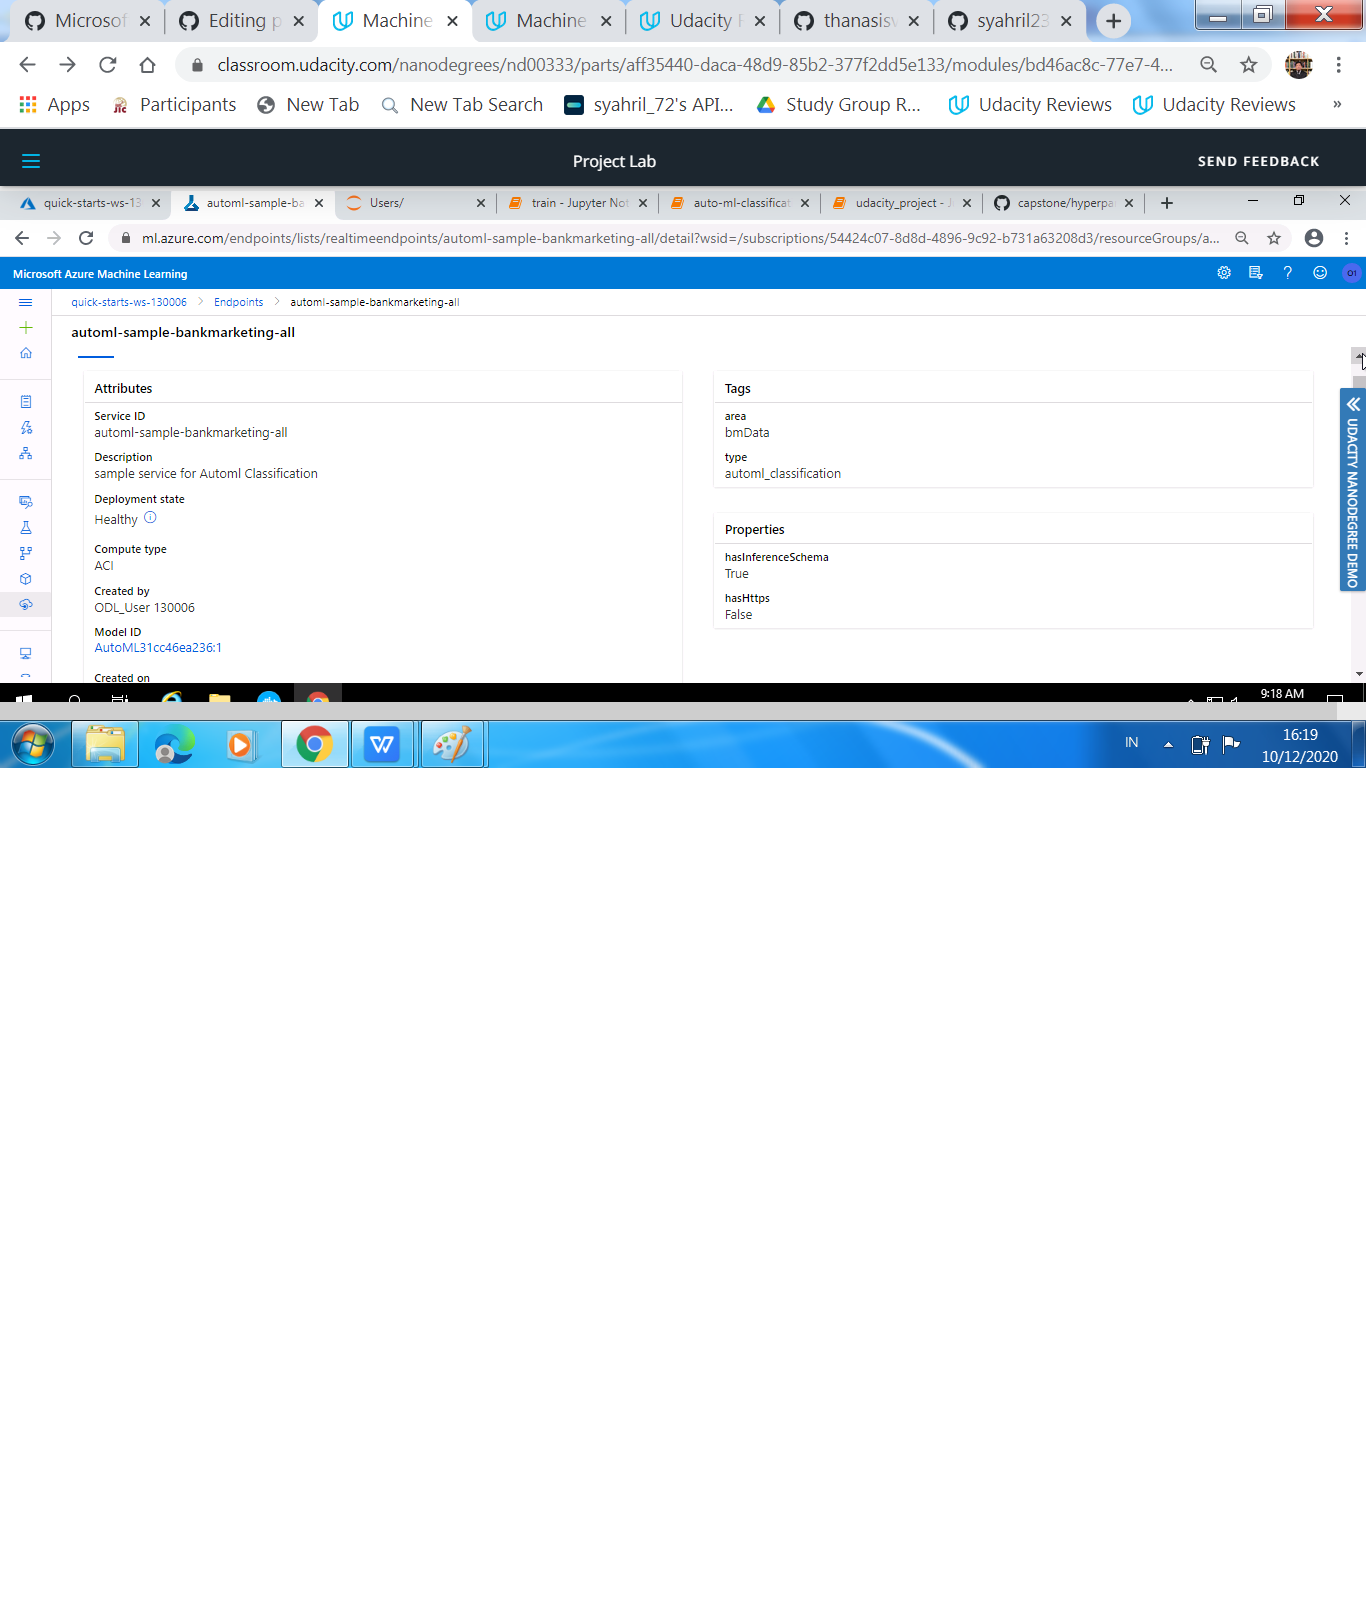 Microsof
Editing p
Machine
Machine
Udacity
thanasisv
syahril23
classroom.udacity.com/nanodegrees/nd00333/parts/aff35440-daca-48d9-85b2-377f2dd5e133/modules/bd46ac8c-77e7-4...
Apps
Participants
New Tab
New Tab Search
syahril_72's API...
Study Group R...
Udacity Reviews
Udacity Reviews
»
Project Lab
SEND FEEDBACK
quick-starts-ws-13
automl-sample-ba
Users/
train - Jupyter Not
auto-ml-classificat
udacity_project - J
capstone/hyperpa
ml.azure.com/endpoints/lists/realtimeendpoints/automl-sample-bankmarketing-all/detail?wsid=/subscriptions/54424c07-8d8d-4896-9c92-b731a63208d3/resourceGroups/a...
Microsoft Azure Machine Learning
quick-starts-ws-130006 > Endpoints > automl-sample-bankmarketing-all
automl-sample-bankmarketing-all
Attributes
Service ID
automl-sample-bankmarketing-all
Description
sample service for Automl Classification
Deployment state
Healthy
Compute type
ACI
Created by
ODL_User 130006
Model ID
AutoML31cc46ea236:1
Created on
Tags
area
bmData
type
automl_classification
Properties
hasInferenceSchema
True
hasHttps
False
UDACITY NANODEGREE DEMO
9:18 AM
IN
16:19
10/12/2020